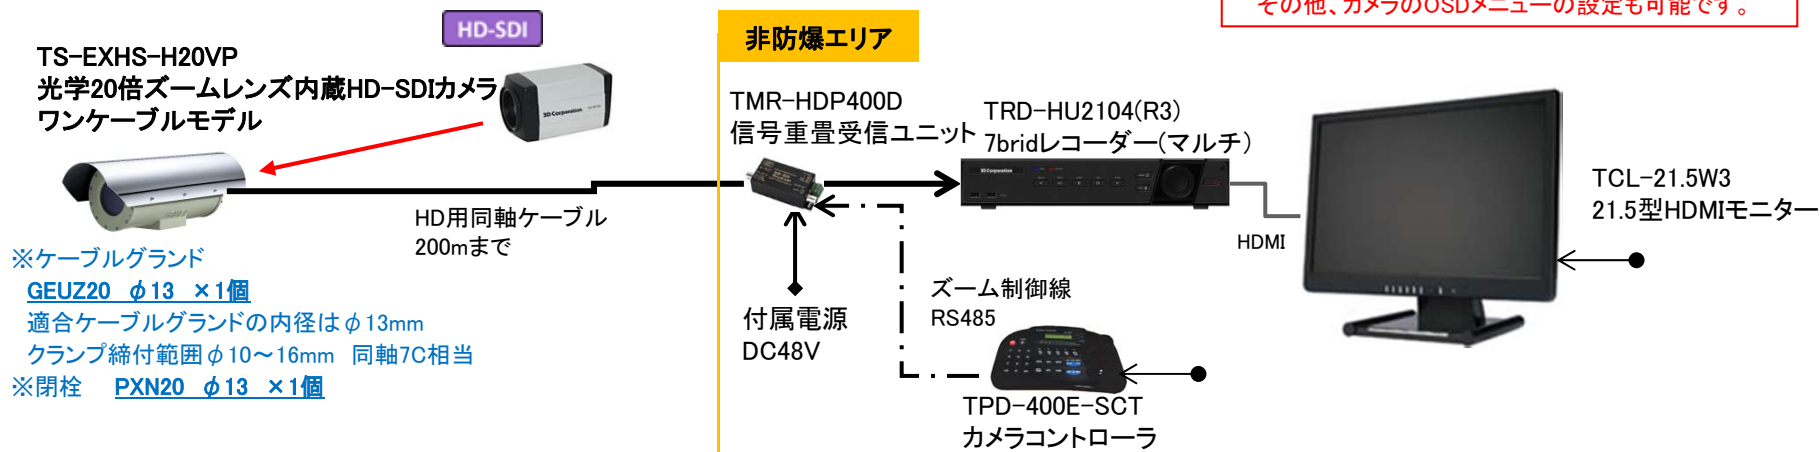 その他、カメラのOSDメニューの設定も可能です。
HD-SDI
非防爆エリア
TS-EXHS-H20VP
光学20倍ズームレンズ内蔵HD-SDIカメラ
ワンケーブルモデル
3D Corporation
TMR-HDP400D
信号重畳受信ユニット
TRD-HU2104(R3)
7bridレコーダー(マルチ)
3D Corporation
TCL-21.5W3
21.5型HDMIモニター
HD用同軸ケーブル
200mまで
HDMI
※ケーブルグランド
GEUZ20 φ13 ×1個
適合ケーブルグランドの内径はφ13mm
クランプ締付範囲φ10~16mm 同軸7C相当
※閉栓 PXN20 φ13 ×1個
付属電源
DC48V
ズーム制御線
RS485
TPD-400E-SCT
カメラコントローラ